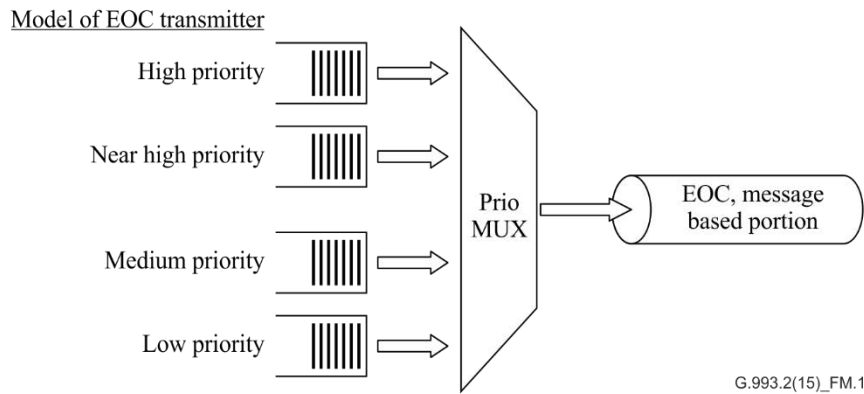 Model of EOC transmitter
High priority
Near high priority
Medium priority
Low priority
Prio
MUX
EOC, message
based portion
G.993.2(15)_FM.1